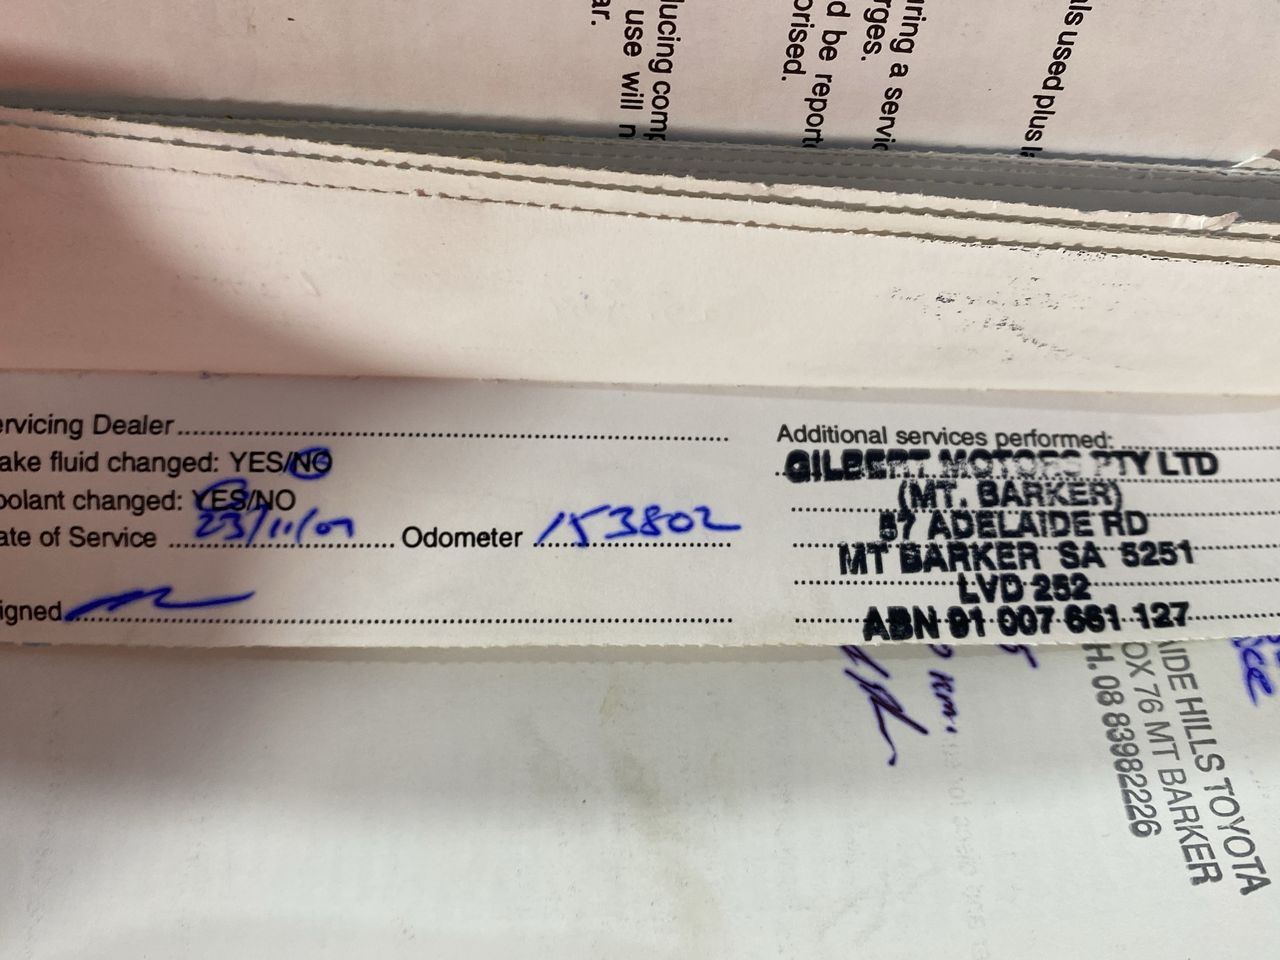 ucing comp
use will n
ar.
uring a servic
rges.
d be report
orised.
ls used plus l
ervicing Dealer
ake fluid changed: YES/NO
oolant changed: YES/NO
ate of Service 23/11/07 Odometer 153802
igned
Additional services performed:
GILBERT MOTORS PTY LTD
(MT. BARKER)
57 ADELAIDE RD
MT BARKER SA 5251
LVD 252
ABN 91 007 661 127
km.
IDE HILLS TOYOTA
OX 76 MT BARKER
H. 08 83982226